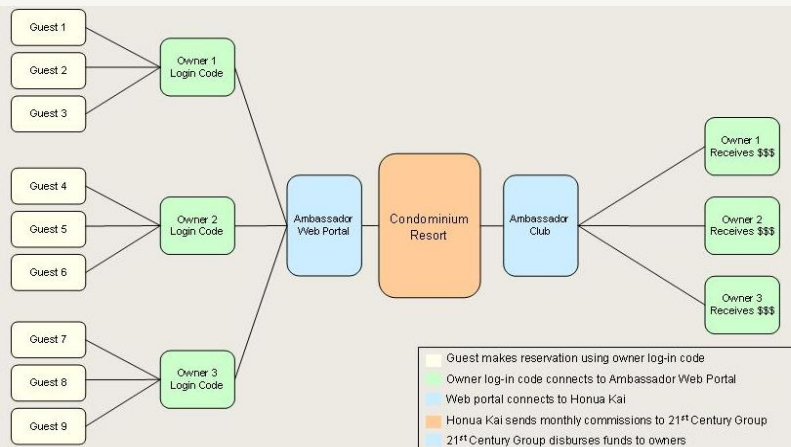 Guest 1
Guest 2
Guest 3
Owner 1
Login Code
Guest 4
Guest 5
Guest 6
Owner 2
Login Code
Guest 7
Guest 8
Guest 9
Owner 3
Login Code
Ambassador
Web Portal
Condominium
Resort
Ambassador
Club
Owner 1
Receives $$$
Owner 2
Receives $$$
Owner 3
Receives $$$
Guest makes reservation using owner log-in code
Owner log-in code connects to Ambassador Web Portal
Web portal connects to Honua Kai
Honua Kai sends monthly commissions to 21st Century Group
21st Century Group disburses funds to owners